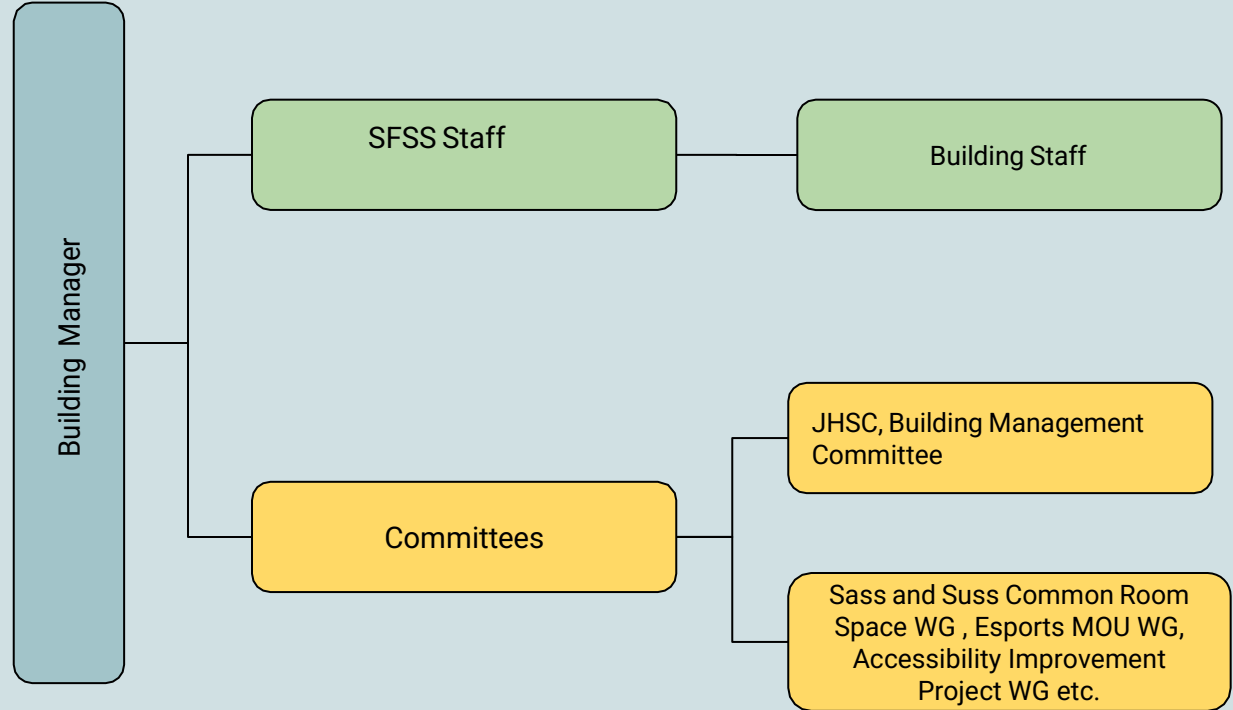 Building Manager
SFSS Staff
Building Staff
Committees
JHSC, Building Management
Committee
Sass and Suss Common Room
Space WG , Esports MOU WG,
Accessibility Improvement
Project WG etc.